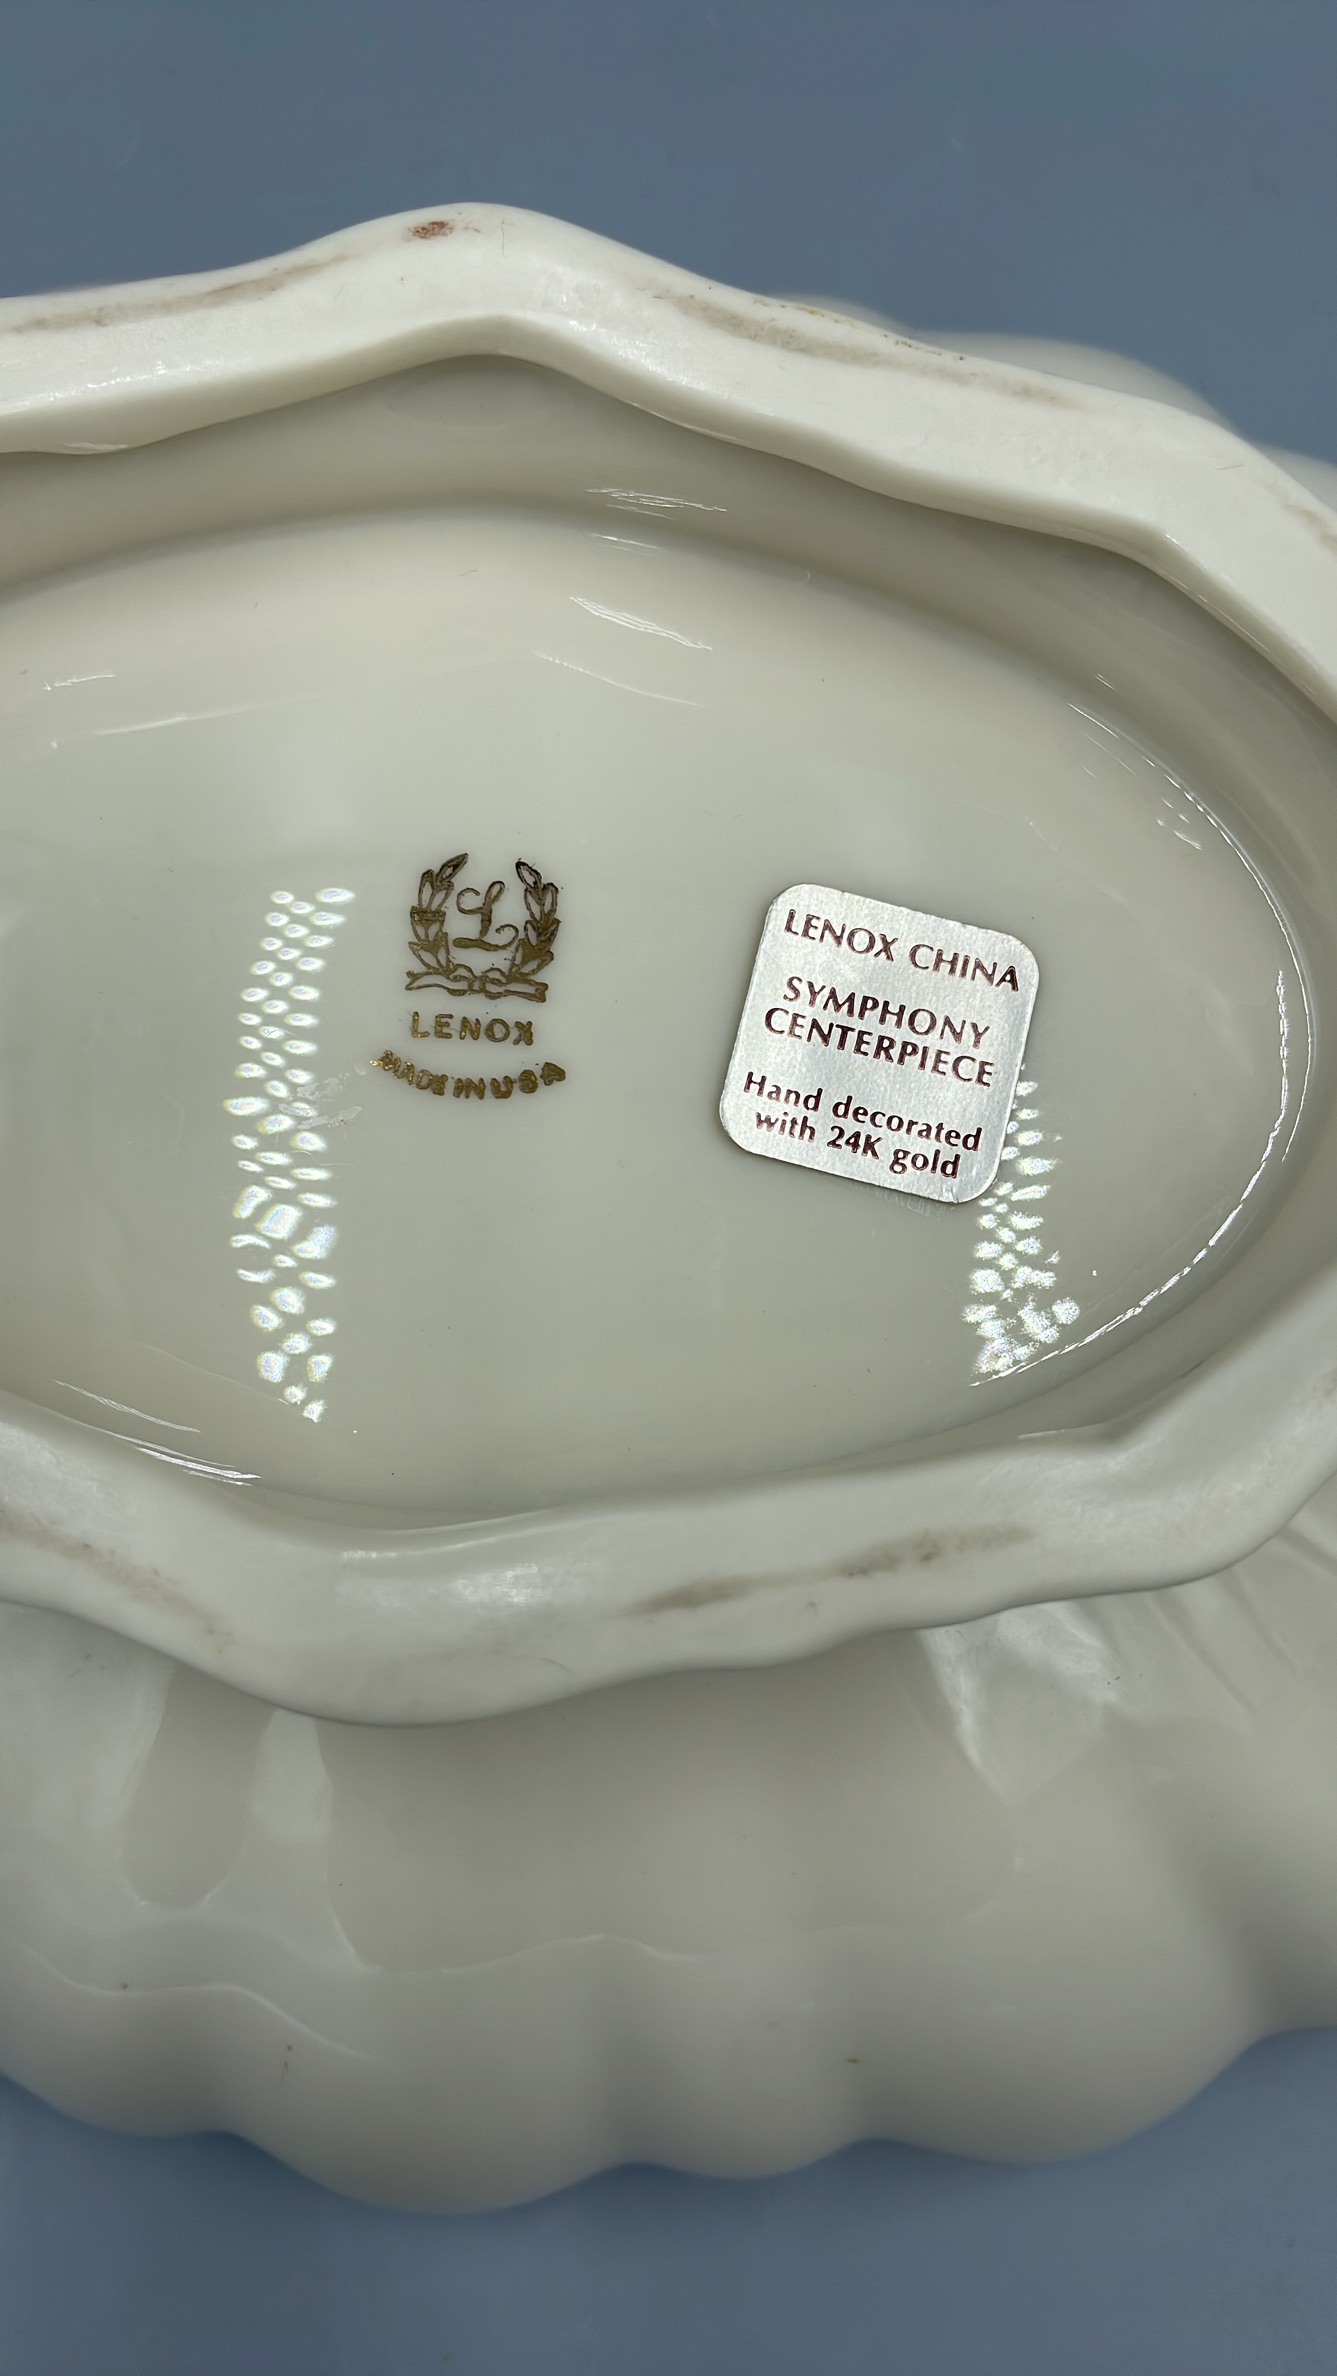 L
LENOX
MADE IN USA
LENOX CHINA
SYMPHONY
CENTERPIECE
Hand decorated
with 24K gold